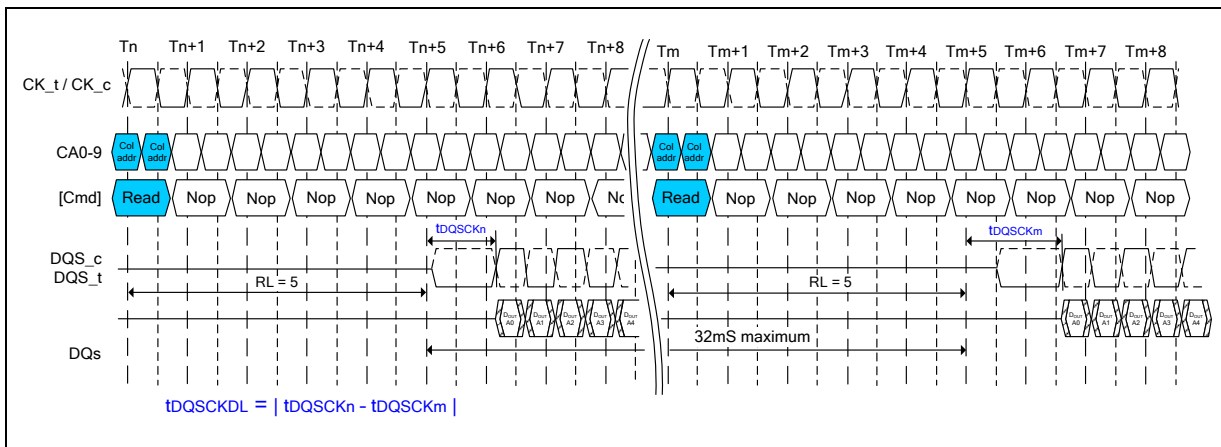 Tn Tn+1 Tn+2 Tn+3 Tn+4 Tn+5 Tn+6 Tn+7 Tn+8 Tm Tm+1 Tm+2 Tm+3 Tm+4 Tm+5 Tm+6 Tm+7 Tm+8
CK_t / CK_c
CA0-9 Col addr Col addr Col addr Col addr
[Cmd] Read Nop Nop Nop Nop Nop Nop Nop Nc Read Nop Nop Nop Nop Nop Nop Nop Nop
tDQSCKn tDQSCKm
DQS_c
DQS_t
RL = 5 RL = 5
DOUT A0 DOUT A1 DOUT A2 DOUT A3 DOUT A4 DOUT A0 DOUT A1 DOUT A2 DOUT A3 DOUT A4
32mS maximum
DQs
tDQSCKDL = | tDQSCKn - tDQSCKm |